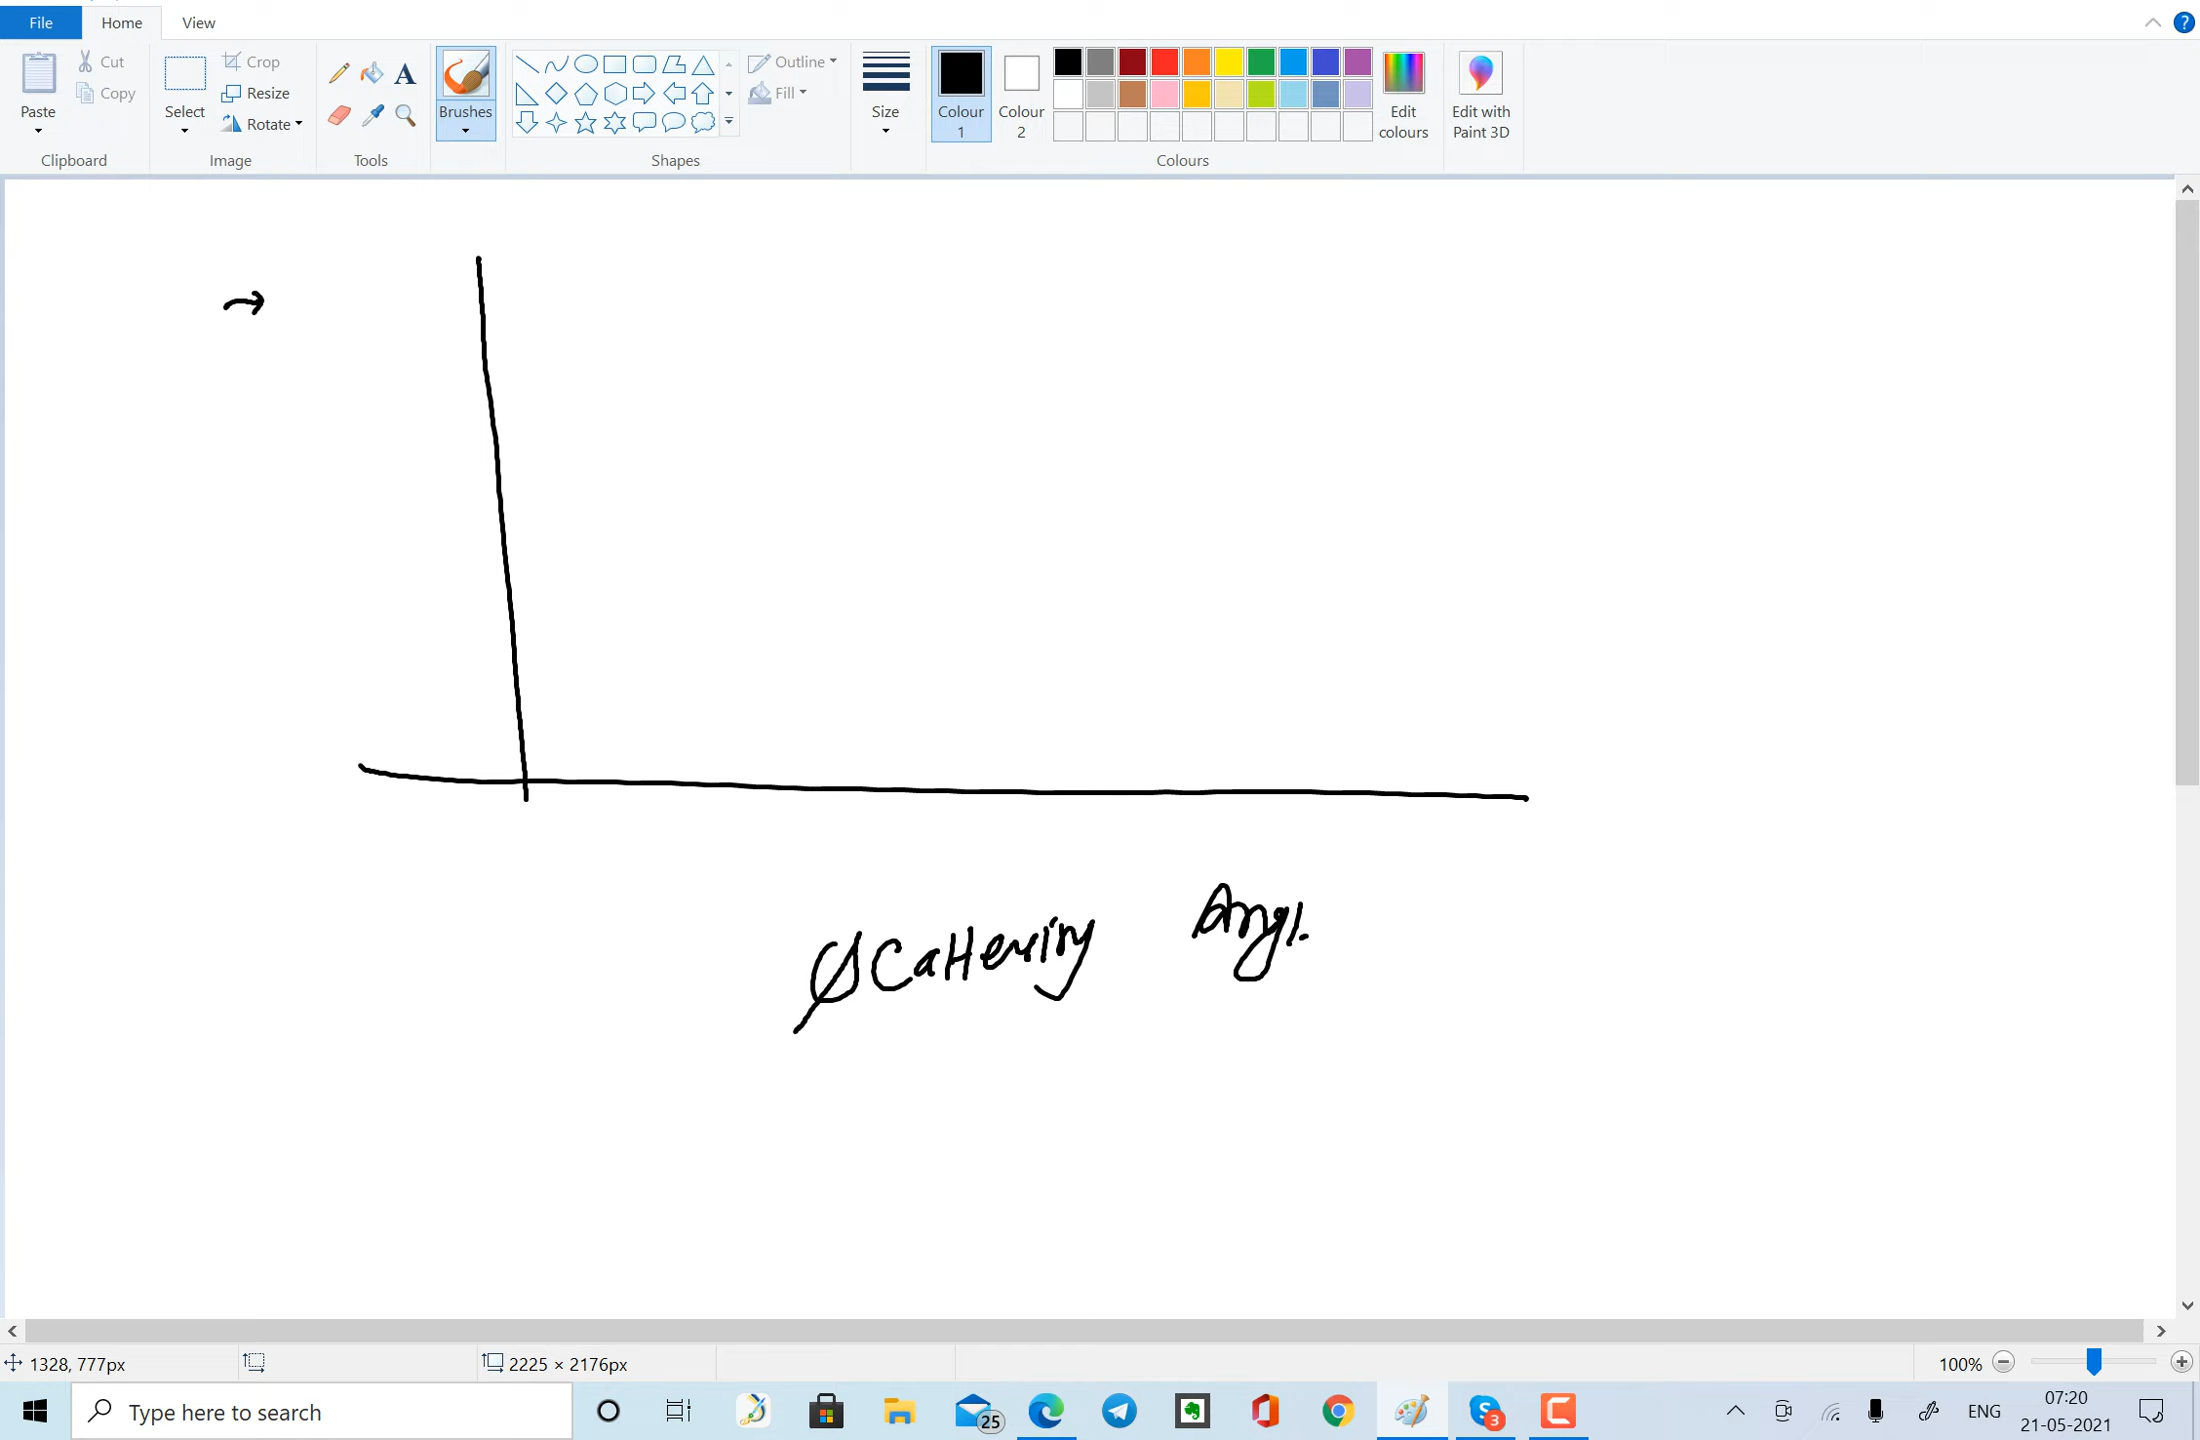 File Home View
Paste Cut Copy Select Crop Resize Rotate Brushes Outline Fill Size Colour 1 Colour 2 Edit colours Edit with Paint 3D
Clipboard Image Tools Shapes Colours
→
Scattering Angl.
1328, 777px 2225 × 2176px 100%
Type here to search 25 3 ENG 07:20
21-05-2021